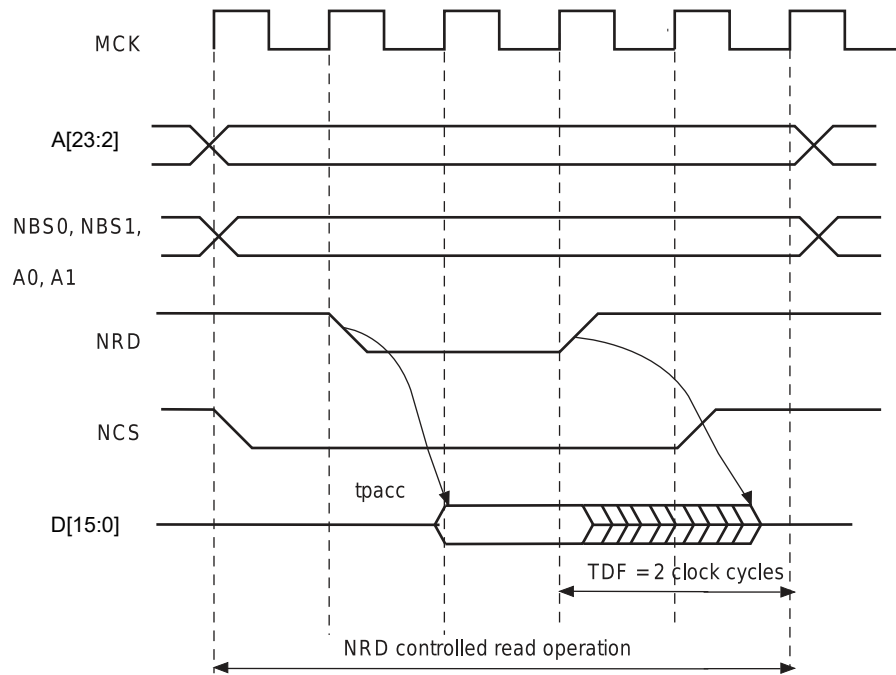 MCK
A[23:2]
NBS0, NBS1,
A0, A1
NRD
NCS
tpacc
D[15:0]
TDF = 2 clock cycles
NRD controlled read operation